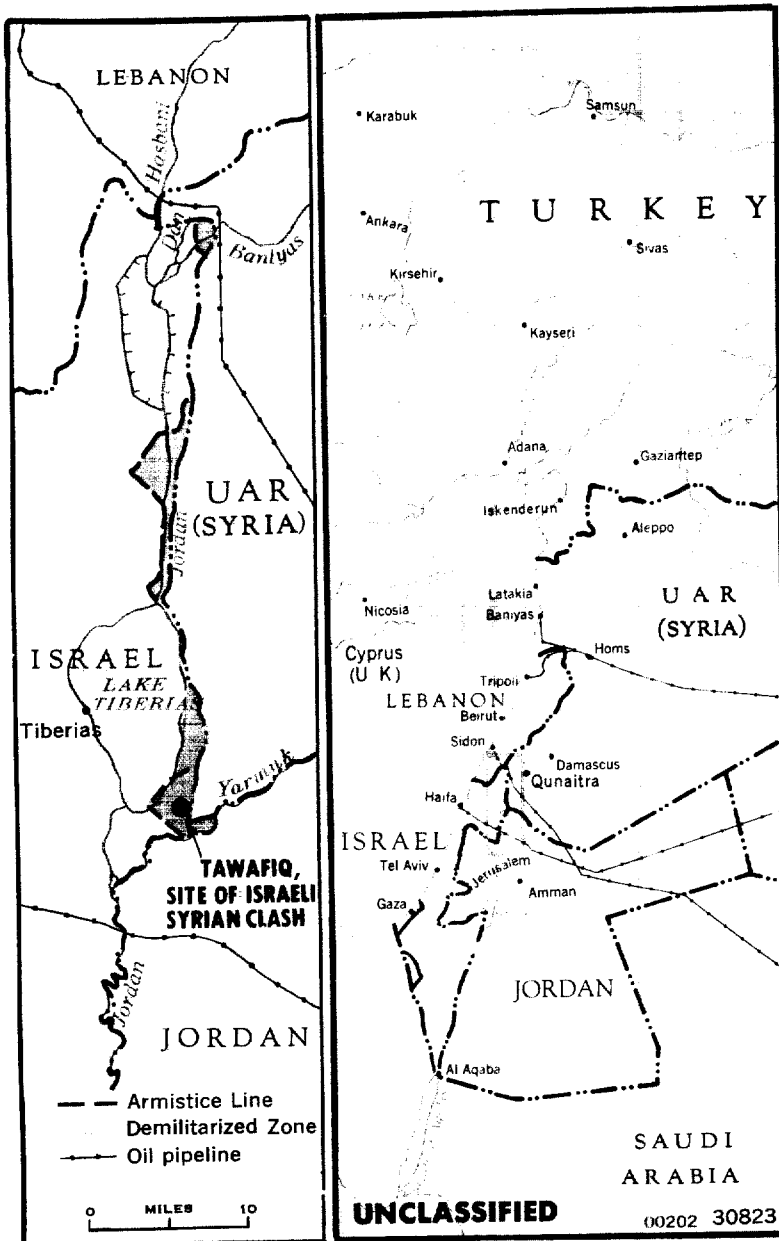 LEBANON
Hasbani
Dan
Baniyas
UAR
(SYRIA)
Jordan
ISRAEL
LAKE
TIBERIAS
Tiberias
Yarmuk
TAWAFIQ,
SITE OF ISRAELI
SYRIAN CLASH
Jordan
JORDAN
Armistice Line
Demilitarized Zone
Oil pipeline
0 MILES 10
Karabuk
Samsun
TURKEY
Ankara
Sivas
Kirsehir
Kayseri
Adana
Gaziantep
Iskenderun
Aleppo
Latakia
Nicosia
Baniyas
UAR
(SYRIA)
Cyprus
(U K)
Homs
Tripoli
LEBANON
Beirut
Sidon
Damascus
Qunaitra
Haifa
ISRAEL
Tel Aviv
Jerusalem
Amman
Gaza
JORDAN
Al Aqaba
SAUDI
ARABIA
UNCLASSIFIED
00202 30823